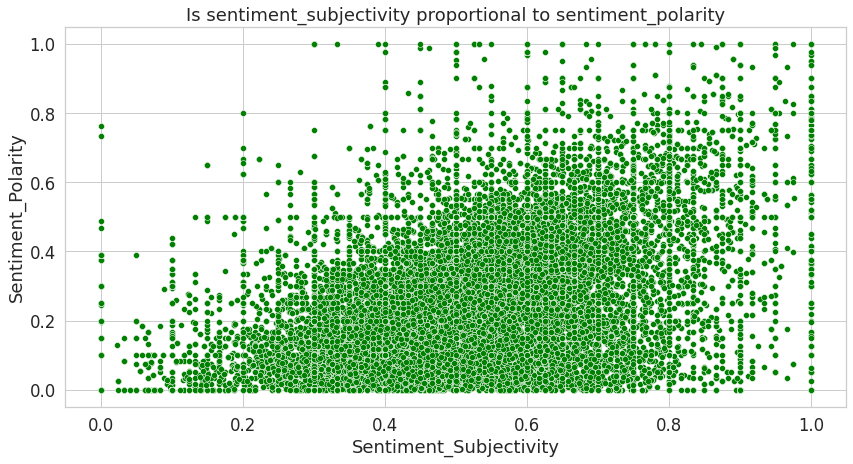 Is sentiment_subjectivity proportional to sentiment_polarity
1.0
0.8
0.6
0.4
0.2
0.0
Sentiment_Polarity
0.0 0.2 0.4 0.6 0.8 1.0
Sentiment_Subjectivity